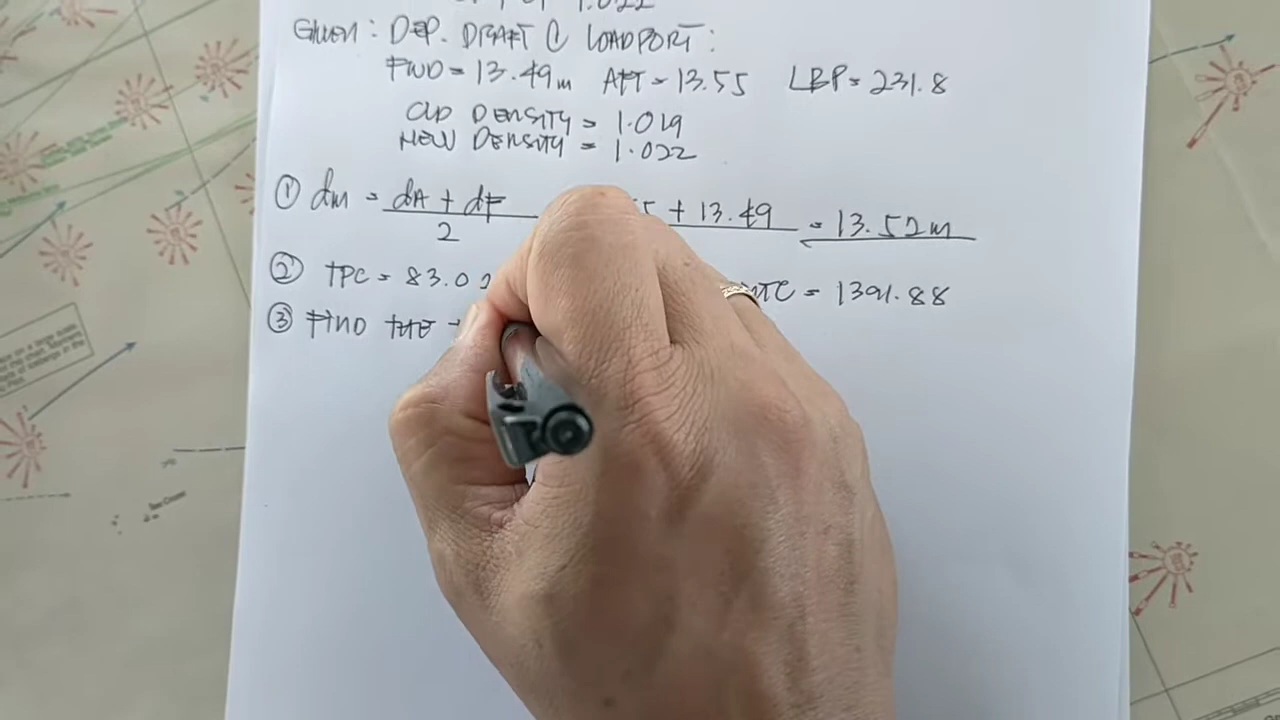 1.022
GIVEN: DEP. DRAFT @ LOADPORT:
FWD = 13.49m AFT = 13.55 LBP = 231.8
OLD DENSITY = 1.019
NEW DENSITY = 1.022
① dm = dA + dF + 13.49 = 13.52m
2
② TPC = 83.0 MTC = 1391.88
③ FIND THE